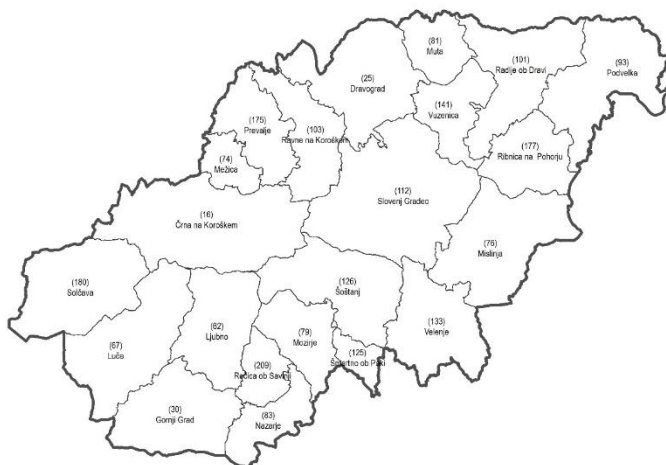 (81)
Muta
(101)
Radlje ob Dravi
(93)
Podvelka
(25)
Dravograd
(141)
Vuzenica
(175)
Prevalje
(103)
Ravne na Koroškem
(177)
Ribnica na Pohorju
(74)
Mežica
(112)
Slovenj Gradec
(16)
Črna na Koroškem
(76)
Mislinja
(180)
Solčava
(126)
Šoštanj
(133)
Velenje
(62)
Ljubno
(79)
Mozirje
(67)
Luče
(125)
Šmartno ob Paki
(209)
Rečica ob Savinji
(30)
Gornji Grad
(83)
Nazarje